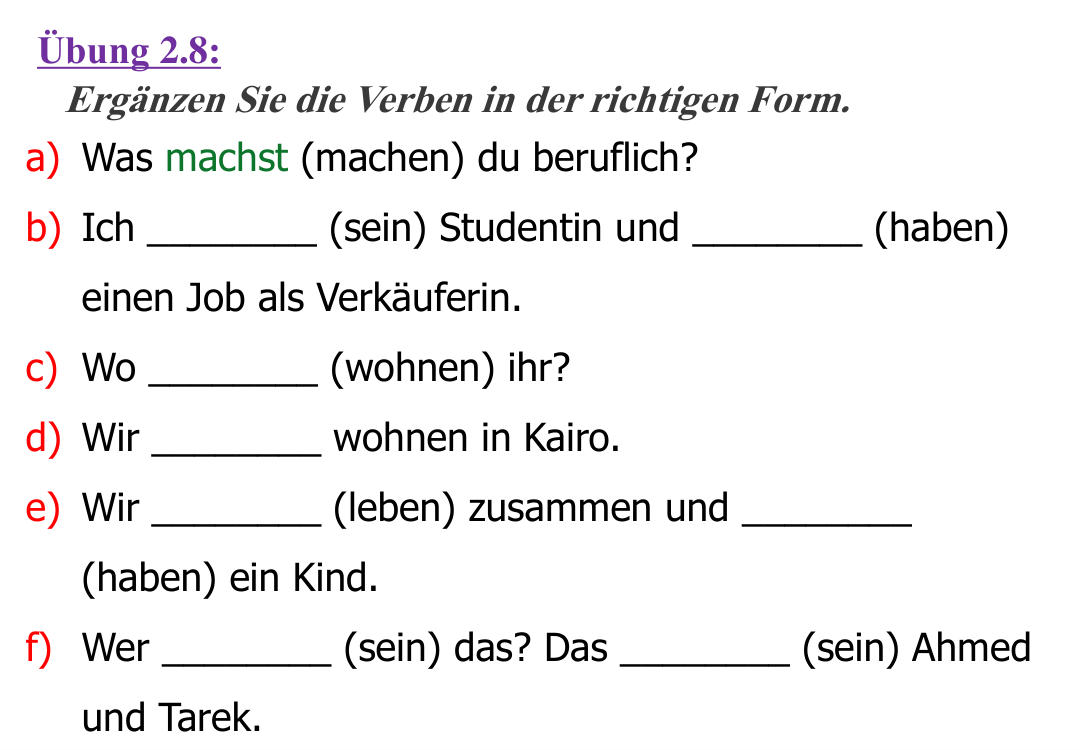 Übung 2.8:
Ergänzen Sie die Verben in der richtigen Form.
a) Was machst (machen) du beruflich?
b) Ich ________ (sein) Studentin und ________ (haben)
einen Job als Verkäuferin.
c) Wo ________ (wohnen) ihr?
d) Wir ________ wohnen in Kairo.
e) Wir ________ (leben) zusammen und ________
(haben) ein Kind.
f) Wer ________ (sein) das? Das ________ (sein) Ahmed
und Tarek.